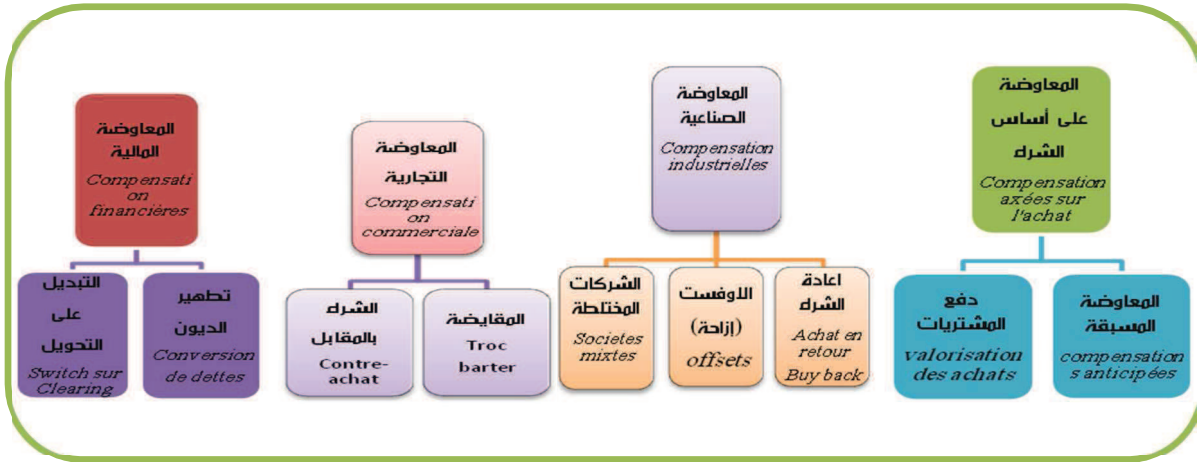 المعاوضة
على أساس
الشراء
Compensation
axées sur
l'achat
المعاوضة
المسبقة
compensation
s anticipées
دفع
المشتريات
valorisation
des achats
المعاوضة
الصناعية
Compensation
industrielles
اعادة
الشراء
Achat en
retour
Buy back
الاوفست
(إزاحة)
offsets
الشركات
المختلطة
Societes
mixtes
المعاوضة
التجارية
Compensati
on
commerciale
المقايضة
Troc
barter
الشراء
بالمقابل
Contre-
achat
المعاوضة
المالية
Compensati
on
financières
تطهير
الديون
Conversion
de dettes
التبديل
على
التحويل
Switch sur
Clearing